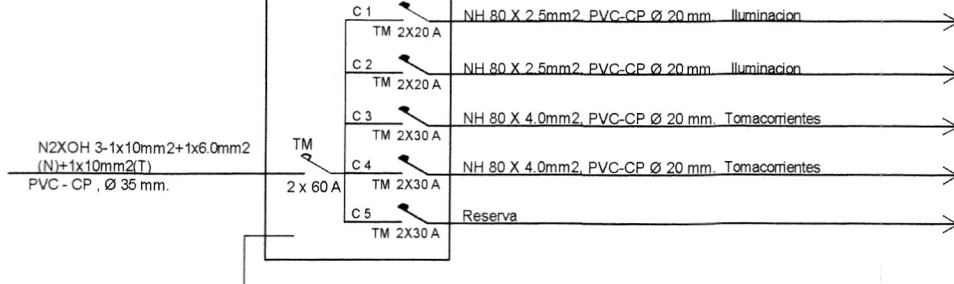 C 1
NH 80 X 2.5mm2, PVC-CP Ø 20 mm. Iluminacion
TM 2X20 A
C 2
NH 80 X 2.5mm2, PVC-CP Ø 20 mm. Iluminacion
TM 2X20 A
C 3
NH 80 X 4.0mm2, PVC-CP Ø 20 mm. Tomacorrientes
TM 2X30 A
N2XOH 3-1x10mm2+1x6.0mm2
(N)+1x10mm2(T)
PVC - CP , Ø 35 mm.
TM
2 x 60 A
C 4
NH 80 X 4.0mm2, PVC-CP Ø 20 mm. Tomacorrientes
TM 2X30 A
C 5
Reserva
TM 2X30 A